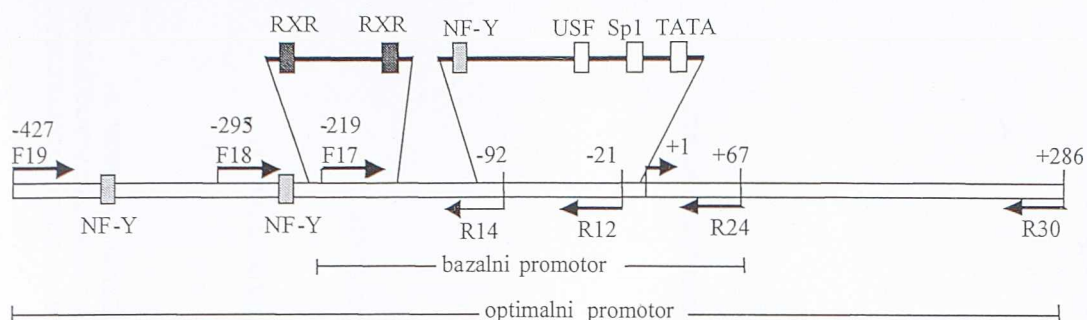 RXR RXR NF-Y USF Sp1 TATA
-427 -295 -219 -92 -21 +1 +67 +286
F19 F18 F17
NF-Y NF-Y R14 R12 R24 R30
bazalni promotor
optimalni promotor